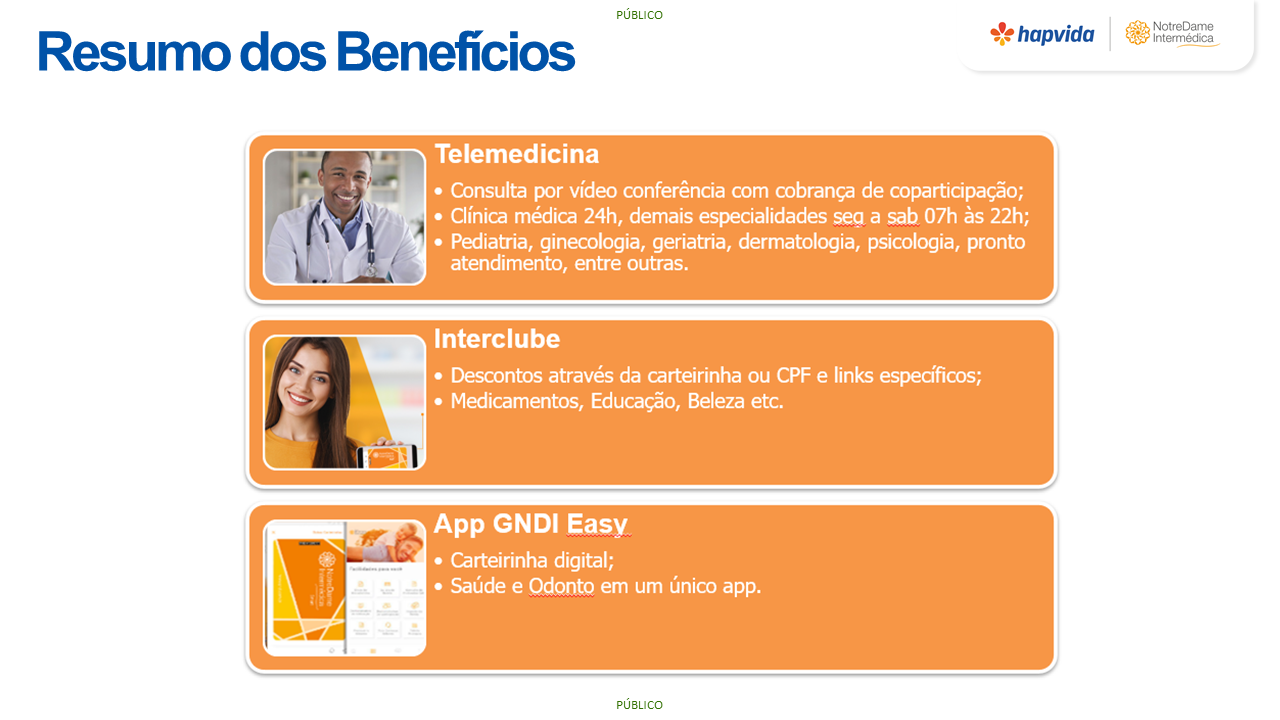 PÚBLICO
Resumo dos Benefícios
hapvida
NotreDame
Intermédica
Telemedicina
• Consulta por vídeo conferência com cobrança de coparticipação;
• Clínica médica 24h, demais especialidades seg a sab 07h às 22h;
• Pediatria, ginecologia, geriatria, dermatologia, psicologia, pronto
atendimento, entre outras.
Interclube
• Descontos através da carteirinha ou CPF e links específicos;
• Medicamentos, Educação, Beleza etc.
App GNDI Easy
• Carteirinha digital;
• Saúde e Odonto em um único app.
NotreDame
Intermédica
PÚBLICO